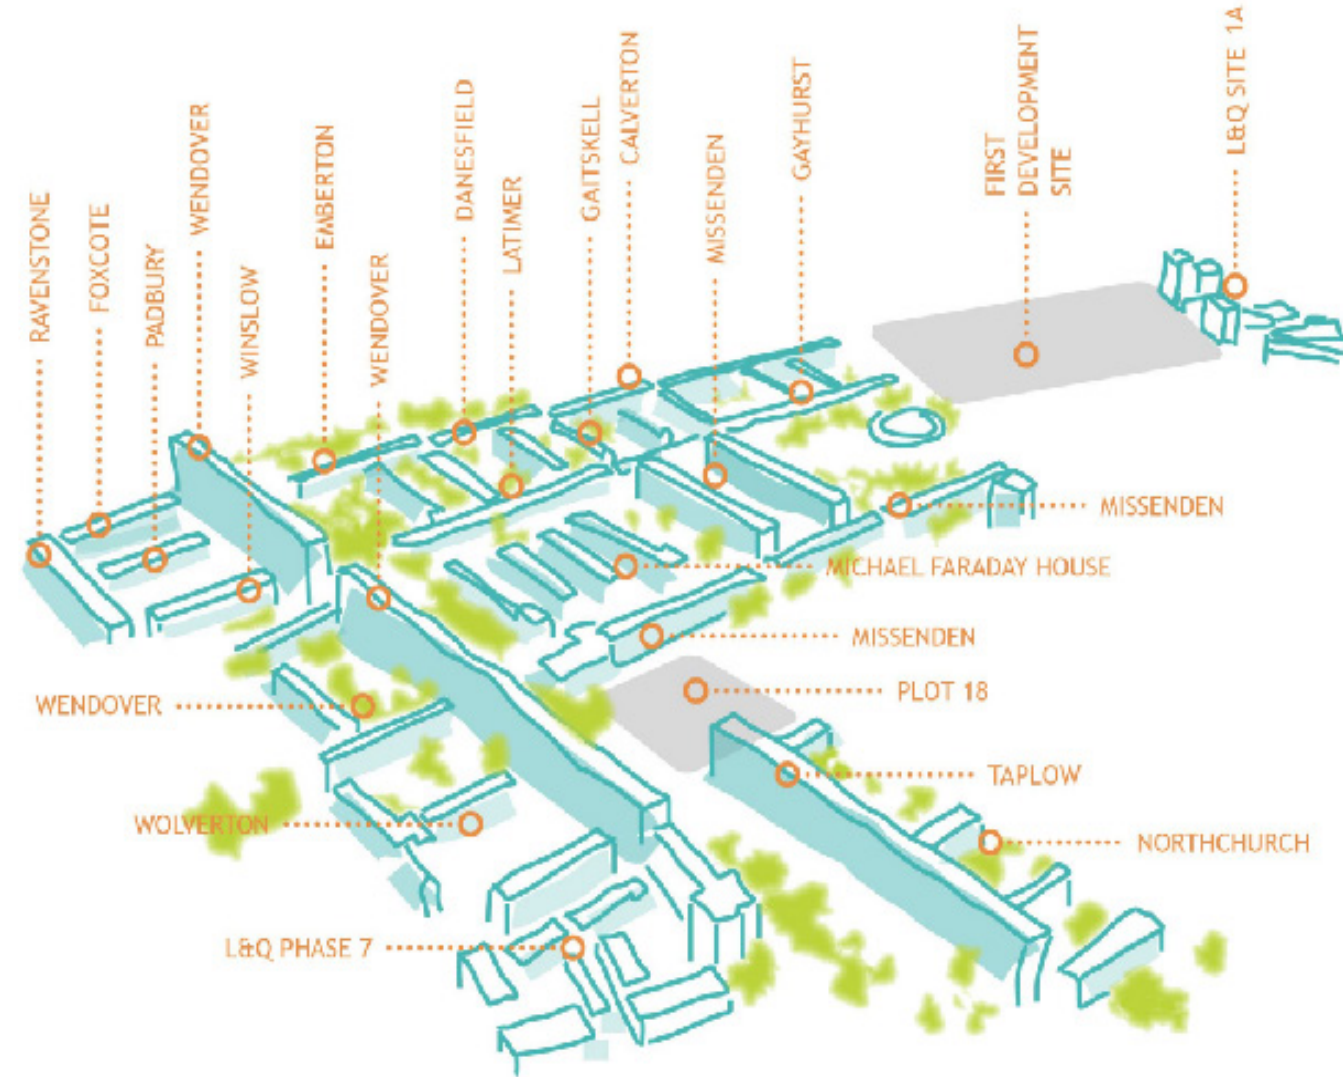 RAVENSTONE
FOXCOTE
PADBURY
WENDOVER
WINSLOW
EMBERTON
WENDOVER
DANESFIELD
LATIMER
GAITSKELL
CALVERTON
MISSENDEN
GAYHURST
FIRST
DEVELOPMENT
SITE
L&Q SITE 1A
MISSENDEN
MICHAEL FARADAY HOUSE
MISSENDEN
PLOT 18
WENDOVER
TAPLOW
WOLVERTON
NORTHCHURCH
L&Q PHASE 7